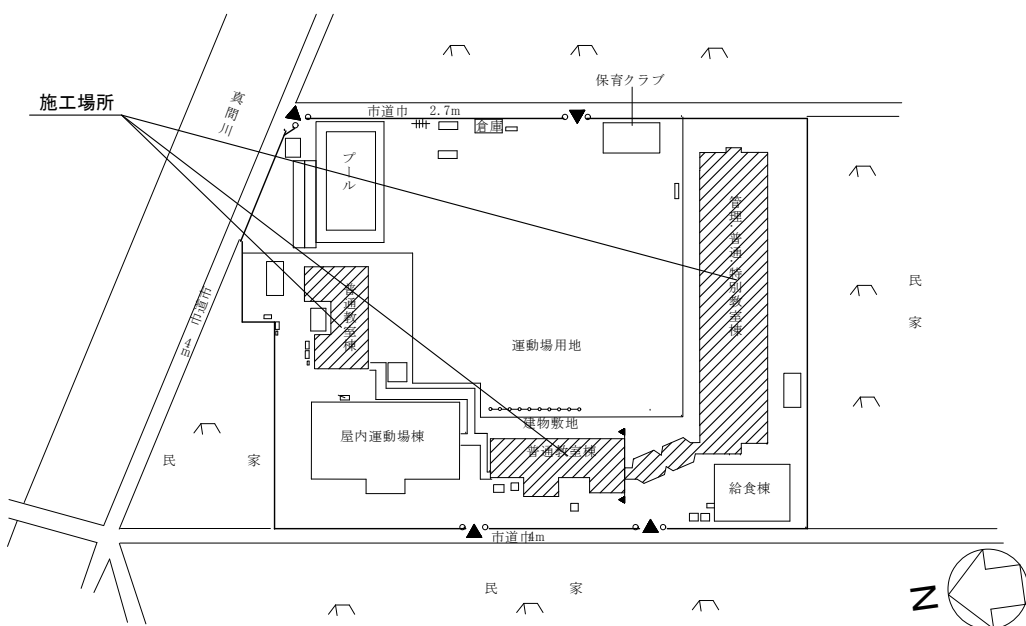 保育クラブ
施工場所
真間川
市道巾 2.7m
倉庫
プール
管理・普通・特別教室棟
民
家
市道巾 4m
普通教室棟
運動場用地
建物敷地
屋内運動場棟
普通教室棟
民 家
給食棟
市道巾4m
民 家
N